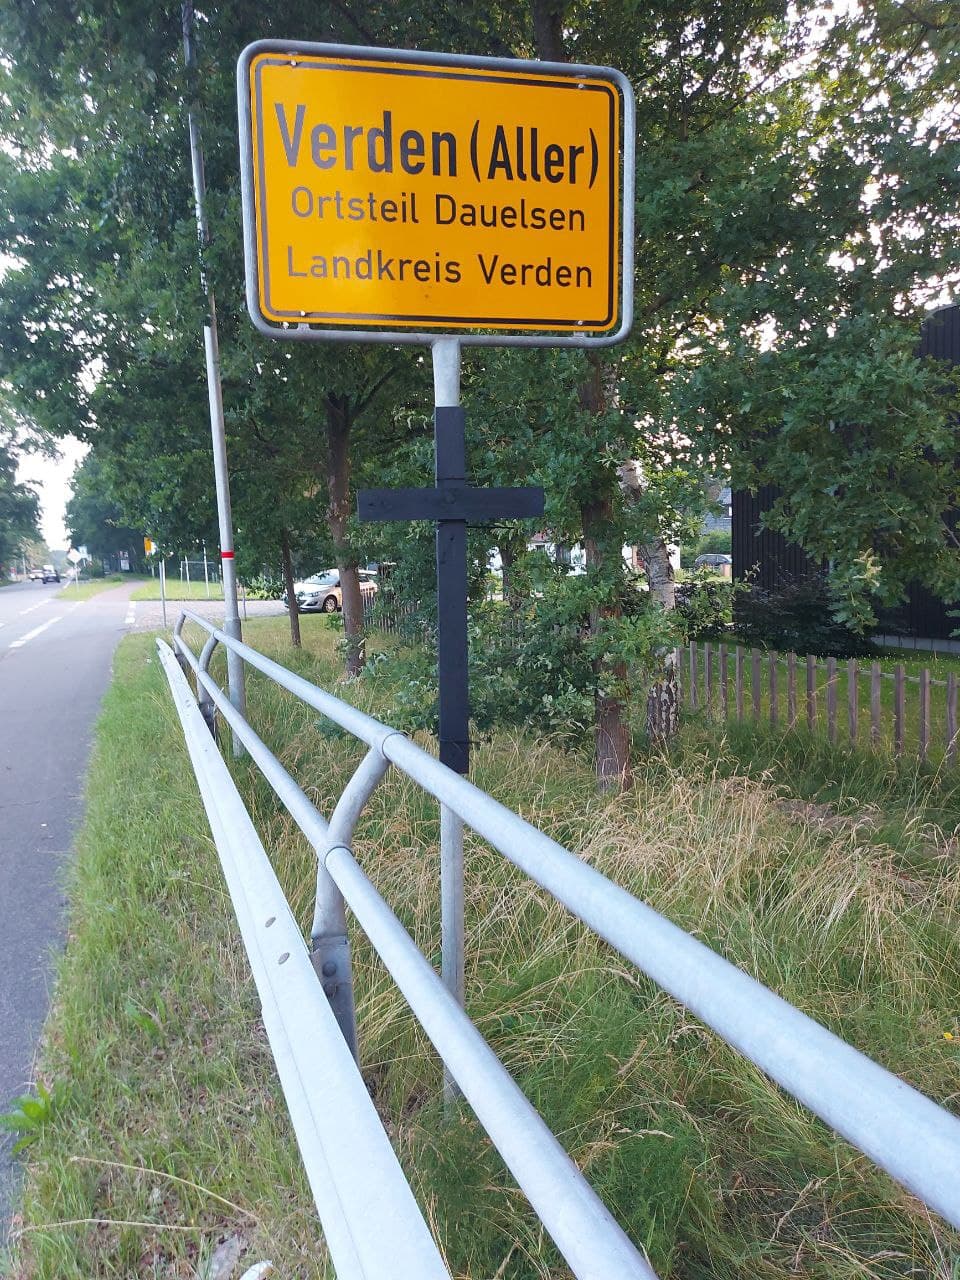 Verden (Aller)
Ortsteil Dauelsen
Landkreis Verden